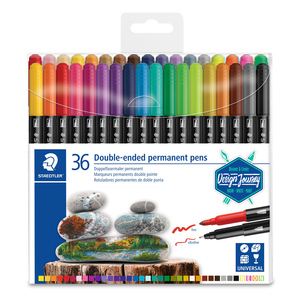 STAEDTLER
36 Double-ended permanent pens
Doppelfasermaler permanent
Marqueurs permanents double pointe
Rotuladores permanentes de doble punta
Design Journey
UNIVERSAL